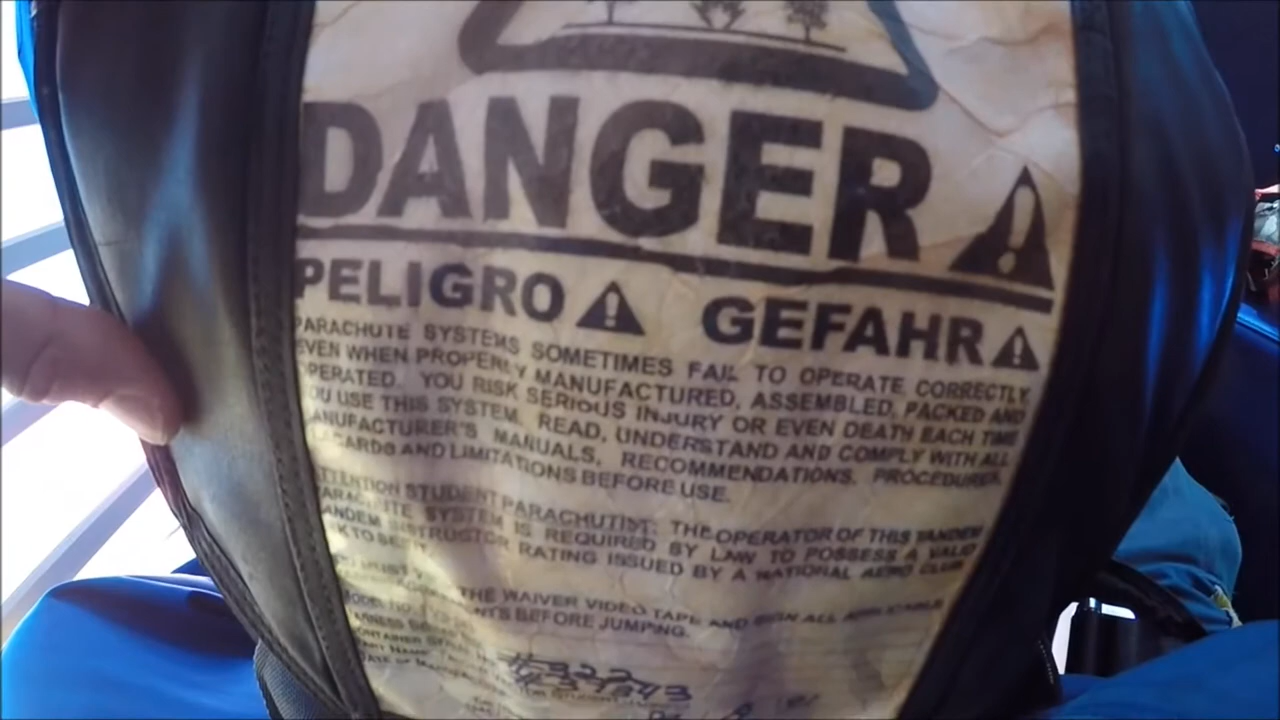 DANGER
PELIGRO GEFAHR
PARACHUTE SYSTEMS SOMETIMES FAIL TO OPERATE CORRECTLY
EVEN WHEN PROPERLY MANUFACTURED, ASSEMBLED, PACKED AND
OPERATED. YOU RISK SERIOUS INJURY OR EVEN DEATH EACH TIME
YOU USE THIS SYSTEM. READ, UNDERSTAND AND COMPLY WITH ALL
MANUFACTURER'S MANUALS, RECOMMENDATIONS, PROCEDURES,
HAZARDS AND LIMITATIONS BEFORE USE.
ATTENTION STUDENT PARACHUTIST: THE OPERATOR OF THIS TANDEM
PARACHUTE SYSTEM IS REQUIRED BY LAW TO POSSESS A VALID
TANDEM INSTRUCTOR RATING ISSUED BY A NATIONAL AERO CLUB
THE WAIVER VIDEO TAPE AND SIGN ALL APPLICABLE
BEFORE JUMPING.
MODEL NO.